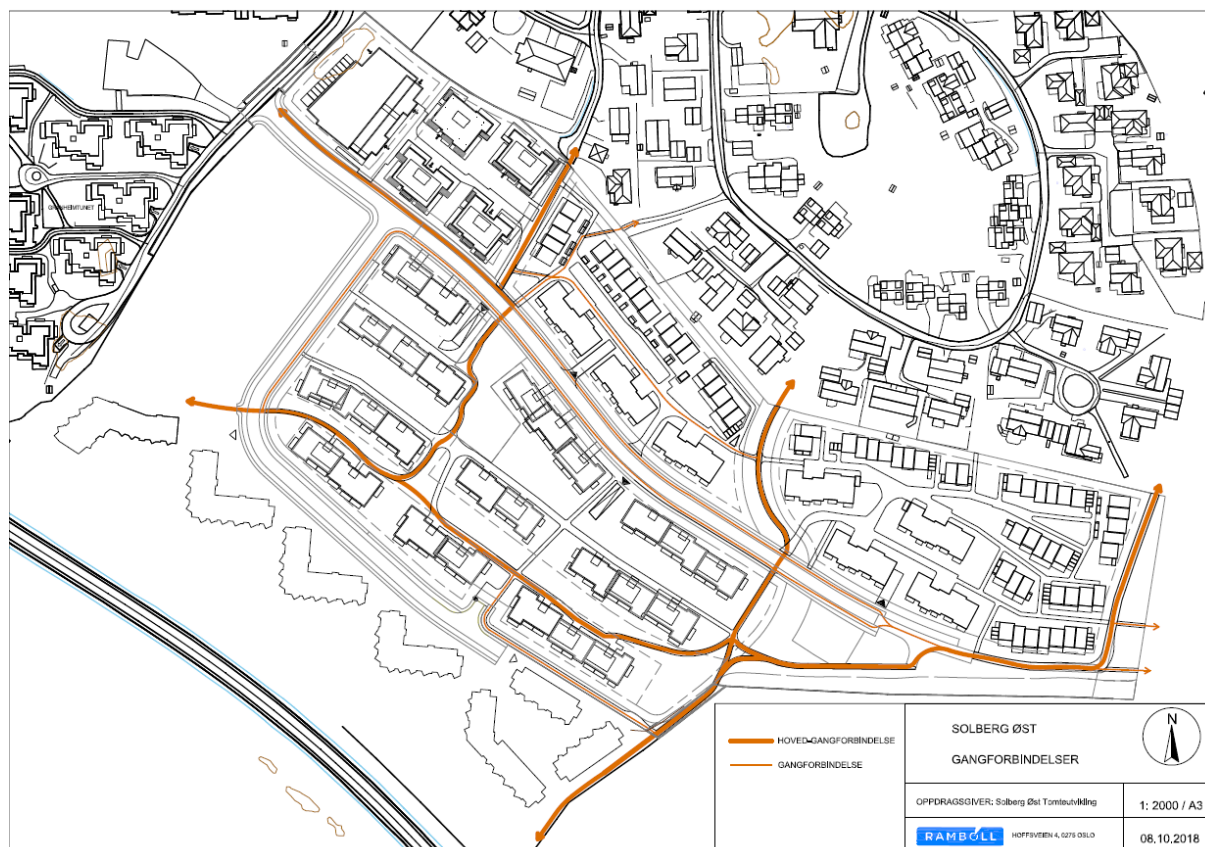 GRANHEIMTUNET
HOVED-GANGFORBINDELSE
GANGFORBINDELSE
SOLBERG ØST
GANGFORBINDELSER
N
OPPDRAGSGIVER: Solberg Øst Tomteutvikling
1: 2000 / A3
RAMBOLL
HOFFSVEIEN 4, 0275 OSLO
08.10.2018